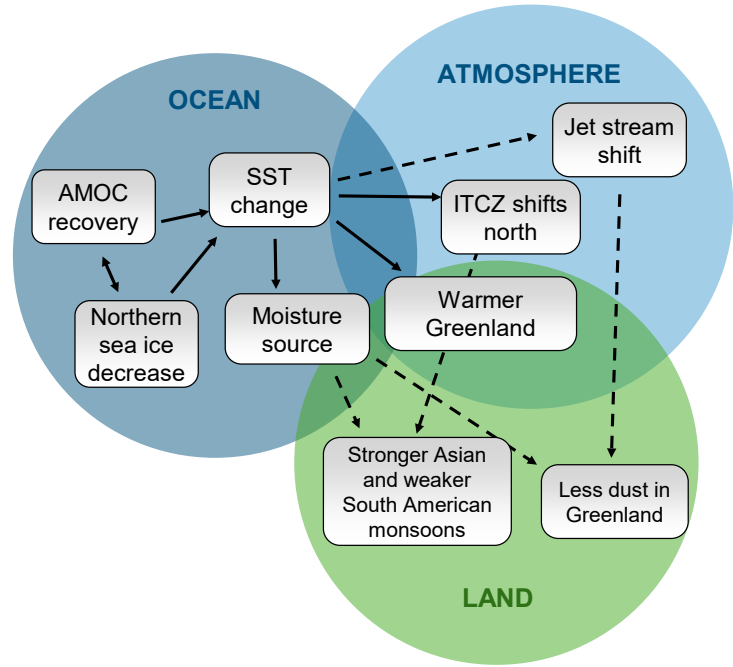 ATMOSPHERE
OCEAN
Jet stream
shift
SST
change
AMOC
recovery
ITCZ shifts
north
Northern
sea ice
decrease
Moisture
source
Warmer
Greenland
Stronger Asian
and weaker
South American
monsoons
Less dust in
Greenland
LAND